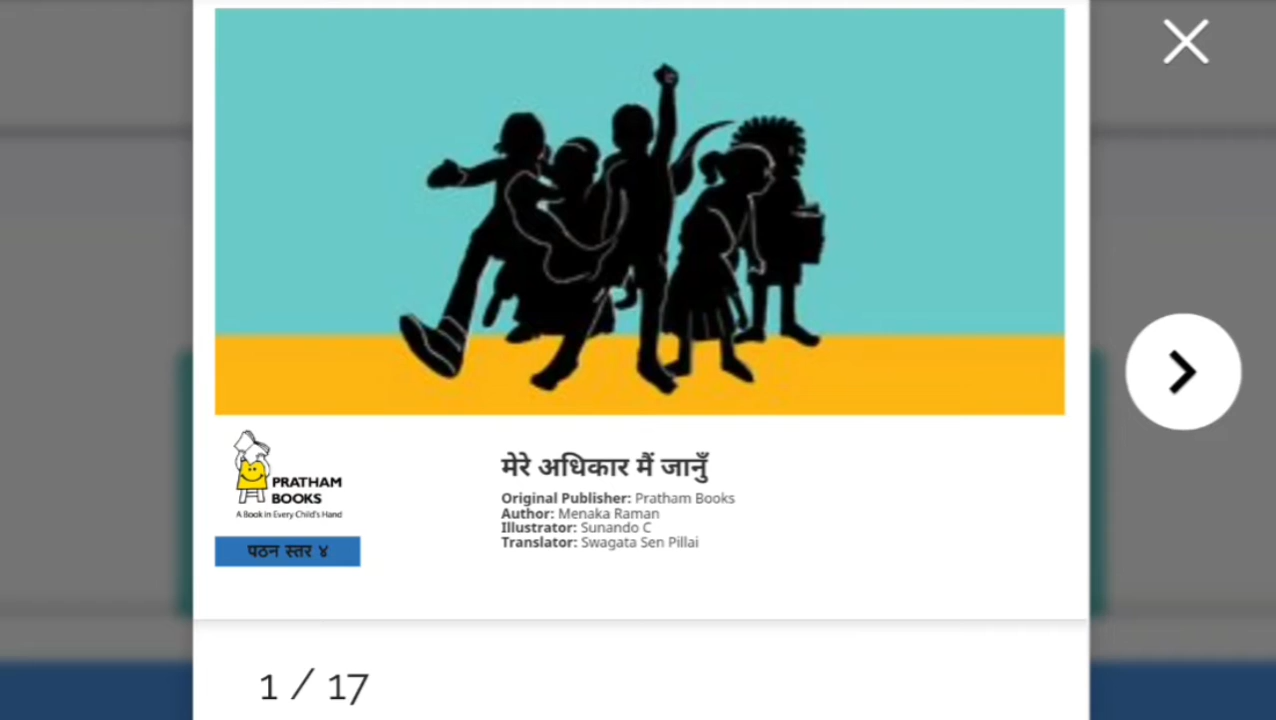 PRATHAM
BOOKS
A Book in Every Child's Hand
पठन स्तर ४
मेरे अधिकार मैं जानुँ
Original Publisher: Pratham Books
Author: Menaka Raman
Illustrator: Sunando C
Translator: Swagata Sen Pillai
1 / 17